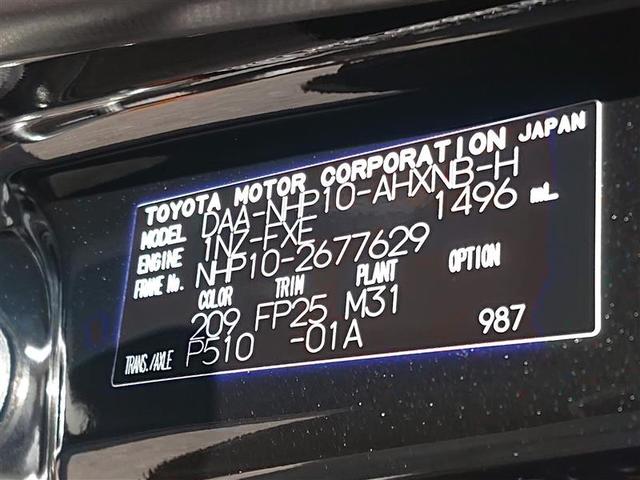 TOYOTA MOTOR CORPORATION JAPAN
MODEL DAA-NHP10-AHXNB-H
ENGINE 1NZ-FXE 1496 mL
FRAME No. NHP10-2677629
COLOR TRIM PLANT OPTION
209 FP25 M31
TRANS./AXLE P510 -01A 987